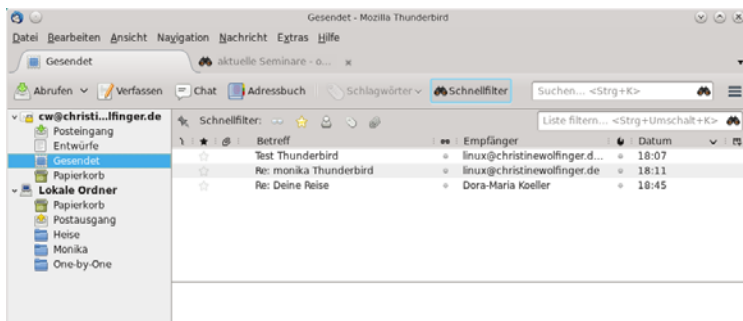 Gesendet - Mozilla Thunderbird
Datei Bearbeiten Ansicht Navigation Nachricht Extras Hilfe
Gesendet aktuelle Seminare - o...
Abrufen Verfassen Chat Adressbuch Schlagwörter Schnellfilter Suchen... <Strg+K>
cw@christi...lfinger.de Schnellfilter: Liste filtern... <Strg+Umschalt+K>
Posteingang
Betreff Empfänger Datum
Entwürfe
Test Thunderbird linux@christinewolfinger.d... 18:07
Gesendet
Re: monika Thunderbird linux@christinewolfinger.de 18:11
Papierkorb
Re: Deine Reise Dora-Maria Koeller 18:45
Lokale Ordner
Papierkorb
Postausgang
Heise
Monika
One-by-One